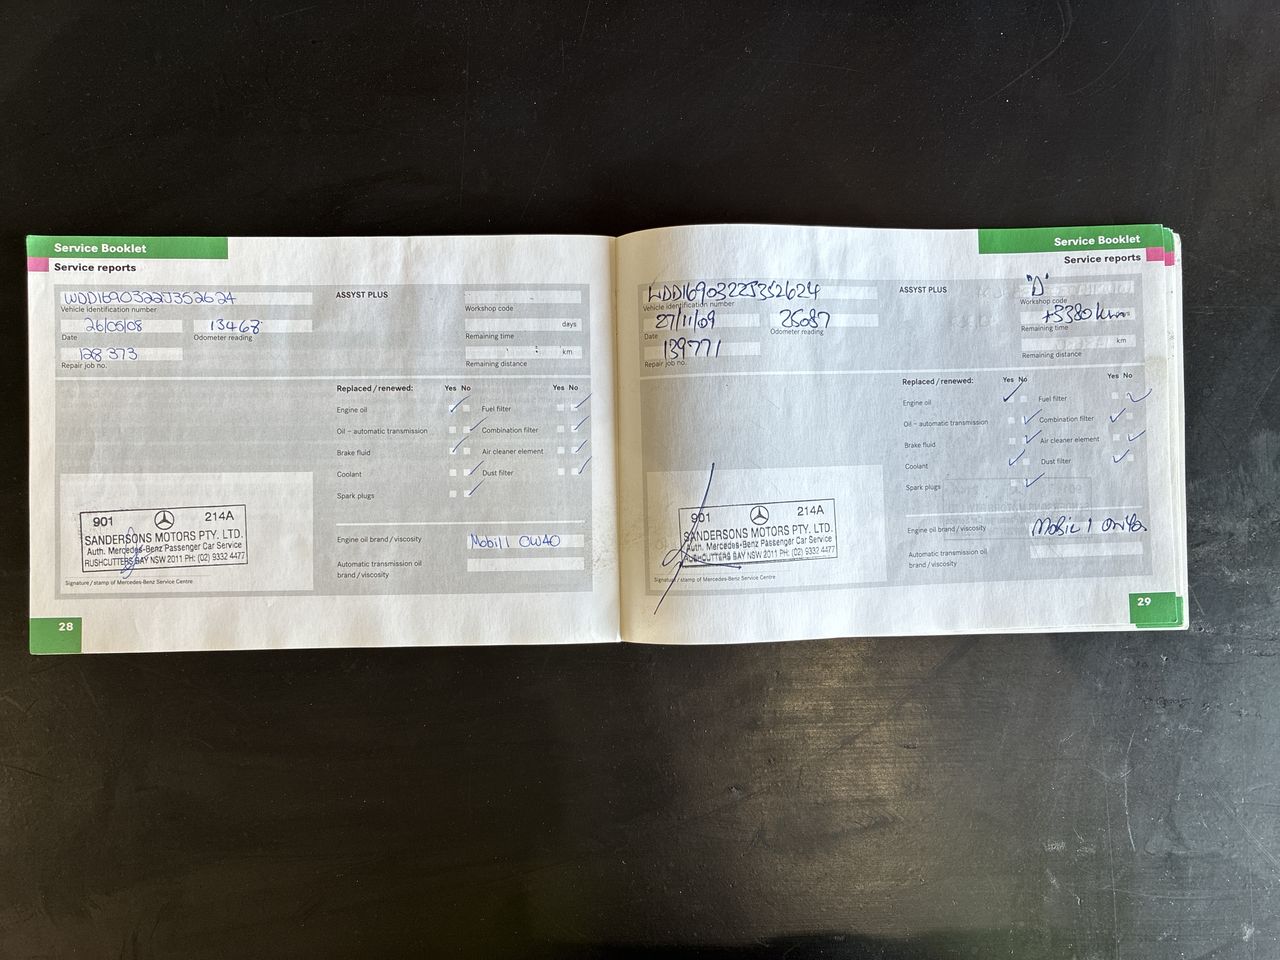 Service Booklet
Service reports
WDD1690322J352624
Vehicle identification number
26/05/08 13468
Date Odometer reading
128 373
Repair job no.
ASSYST PLUS
Workshop code
days
Remaining time
km
Remaining distance
Replaced / renewed: Yes No Yes No
Engine oil Fuel filter
Oil – automatic transmission Combination filter
Brake fluid Air cleaner element
Coolant Dust filter
Spark plugs
901 214A
SANDERSONS MOTORS PTY. LTD.
Auth. Mercedes-Benz Passenger Car Service
RUSHCUTTERS BAY NSW 2011 PH: (02) 9332 4477
Signature / stamp of Mercedes-Benz Service Centre
Engine oil brand / viscosity Mobil 1 0W40
Automatic transmission oil
brand / viscosity
28
Service Booklet
Service reports
WDD1690322J352624
Vehicle identification number
27/11/09 26087
Date Odometer reading
139771
Repair job no.
ASSYST PLUS
"D"
Workshop code
+3380 km
Remaining time
km
Remaining distance
Replaced / renewed: Yes No Yes No
Engine oil Fuel filter
Oil – automatic transmission Combination filter
Brake fluid Air cleaner element
Coolant Dust filter
Spark plugs
901 214A
SANDERSONS MOTORS PTY. LTD.
Auth. Mercedes-Benz Passenger Car Service
RUSHCUTTERS BAY NSW 2011 PH: (02) 9332 4477
Signature / stamp of Mercedes-Benz Service Centre
Engine oil brand / viscosity Mobil 1
Automatic transmission oil
brand / viscosity
29